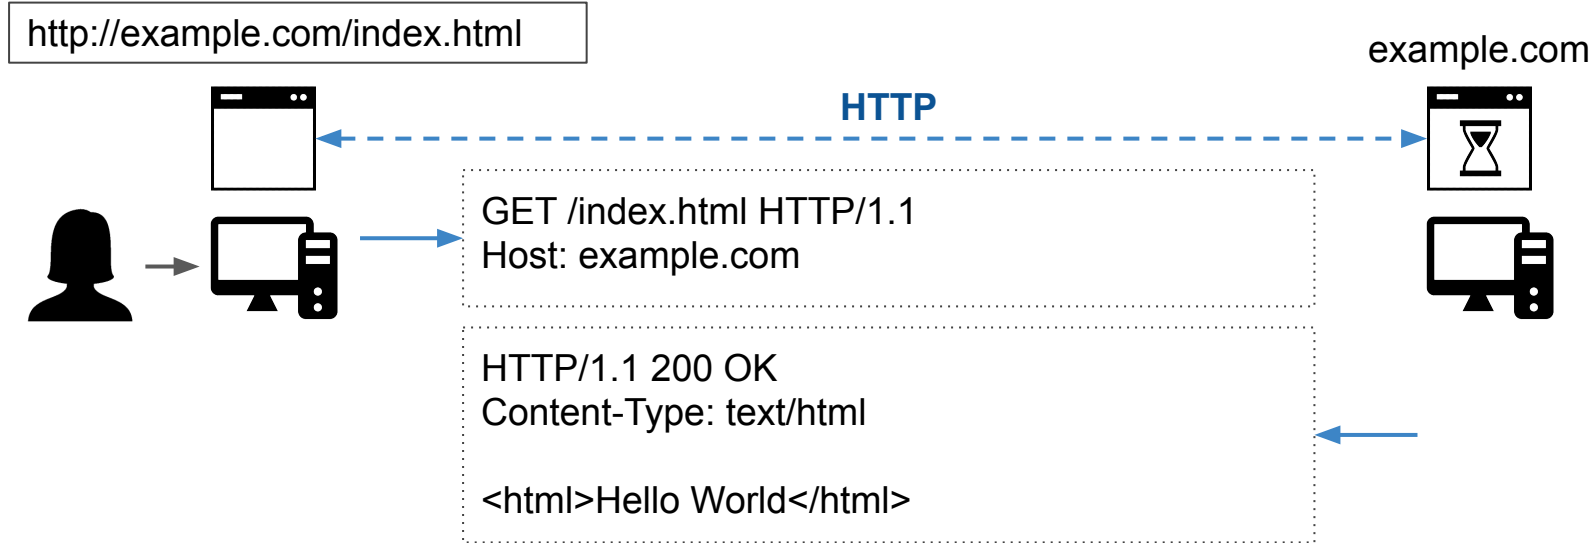 http://example.com/index.html
example.com
HTTP
GET /index.html HTTP/1.1
Host: example.com
HTTP/1.1 200 OK
Content-Type: text/html
<html>Hello World</html>